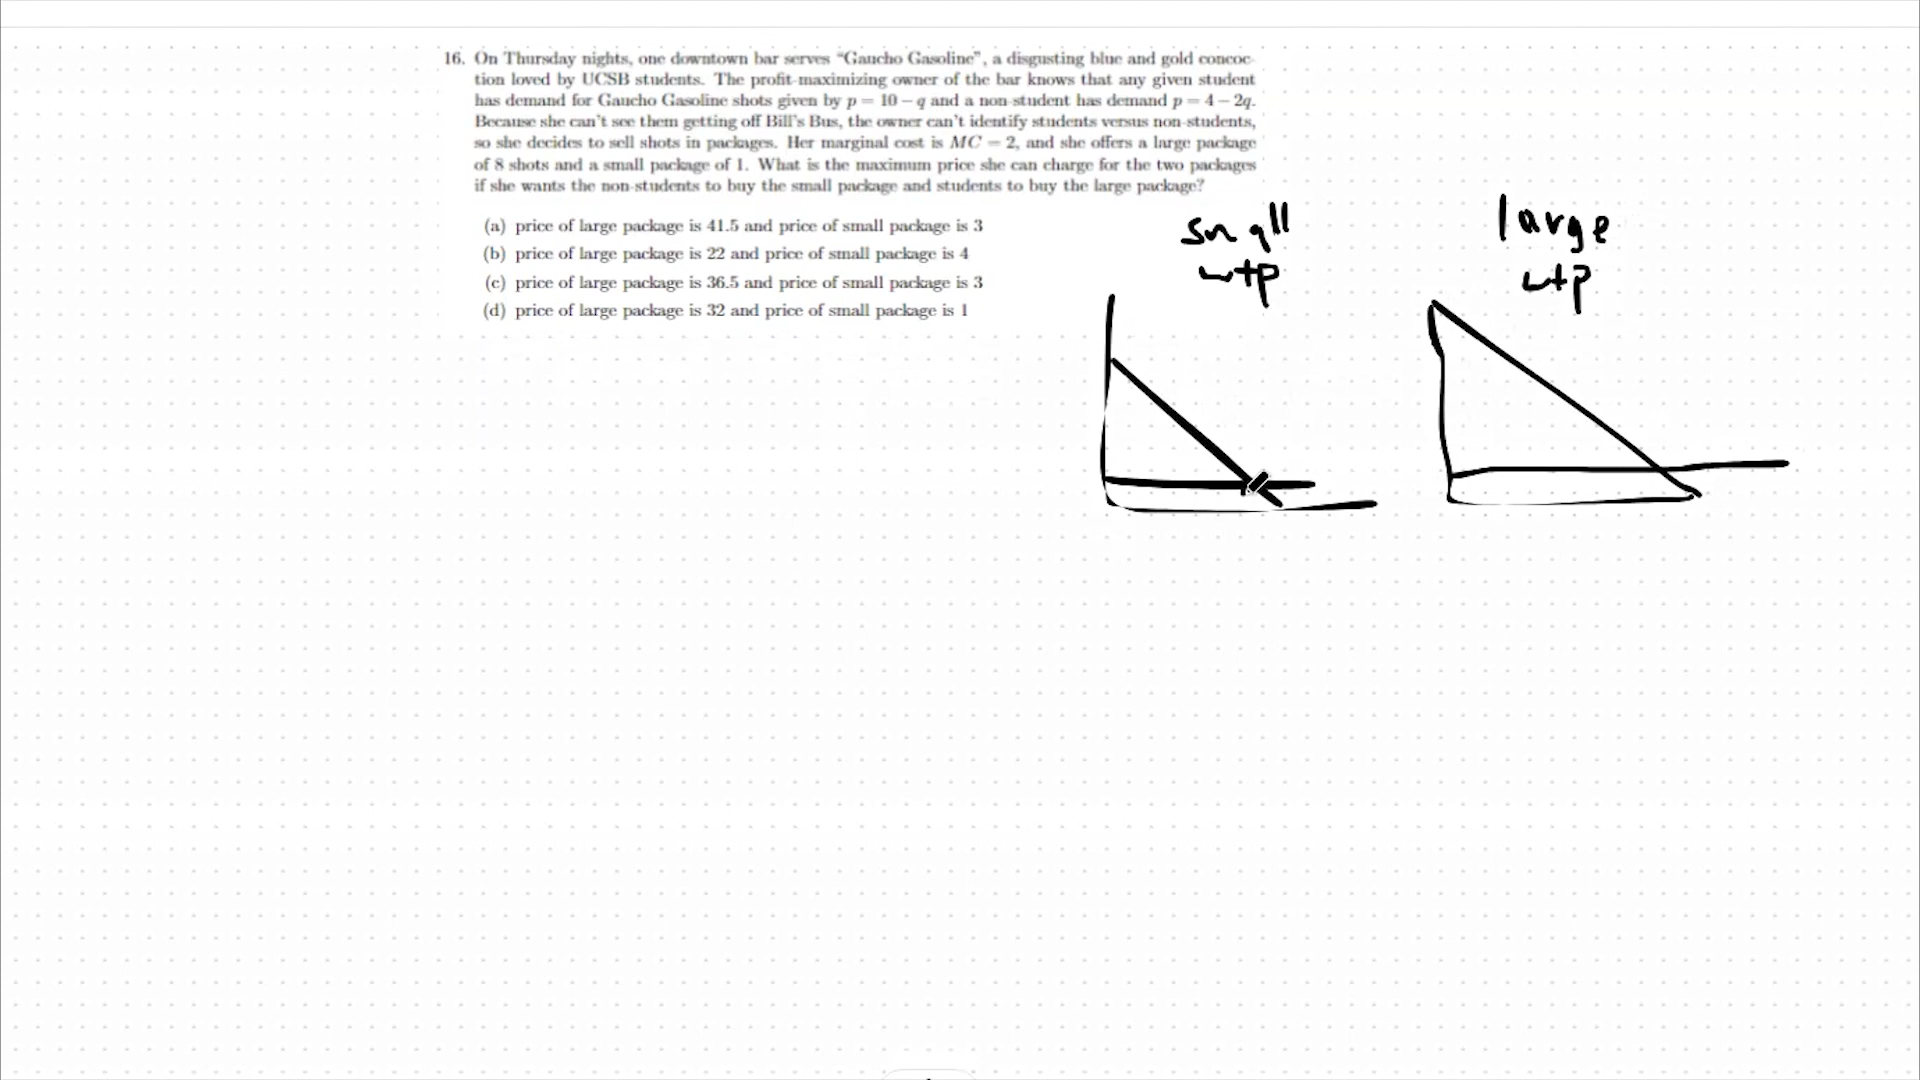 16. On Thursday nights, one downtown bar serves “Gaucho Gasoline”, a disgusting blue and gold concoc-
tion loved by UCSB students. The profit-maximizing owner of the bar knows that any given student
has demand for Gaucho Gasoline shots given by p = 10 − q and a non-student has demand p = 4 − 2q.
Because she can't see them getting off Bill's Bus, the owner can't identify students versus non-students,
so she decides to sell shots in packages. Her marginal cost is MC = 2, and she offers a large package
of 8 shots and a small package of 1. What is the maximum price she can charge for the two packages
if she wants the non-students to buy the small package and students to buy the large package?
(a) price of large package is 41.5 and price of small package is 3
(b) price of large package is 22 and price of small package is 4
(c) price of large package is 36.5 and price of small package is 3
(d) price of large package is 32 and price of small package is 1
small
wtp
large
wtp